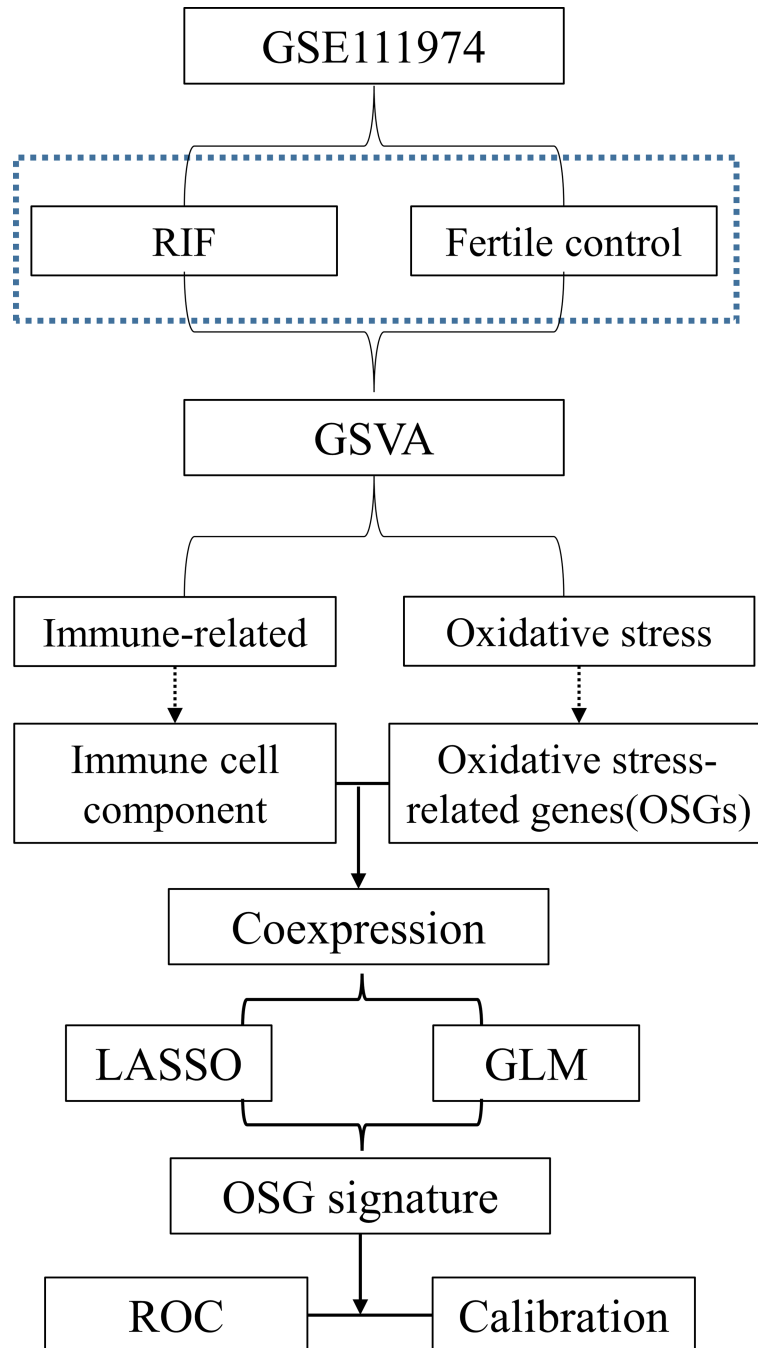 GSE111974
RIF
Fertile control
GSVA
Immune-related
Oxidative stress
Immune cell
component
Oxidative stress-
related genes(OSGs)
Coexpression
LASSO
GLM
OSG signature
ROC
Calibration